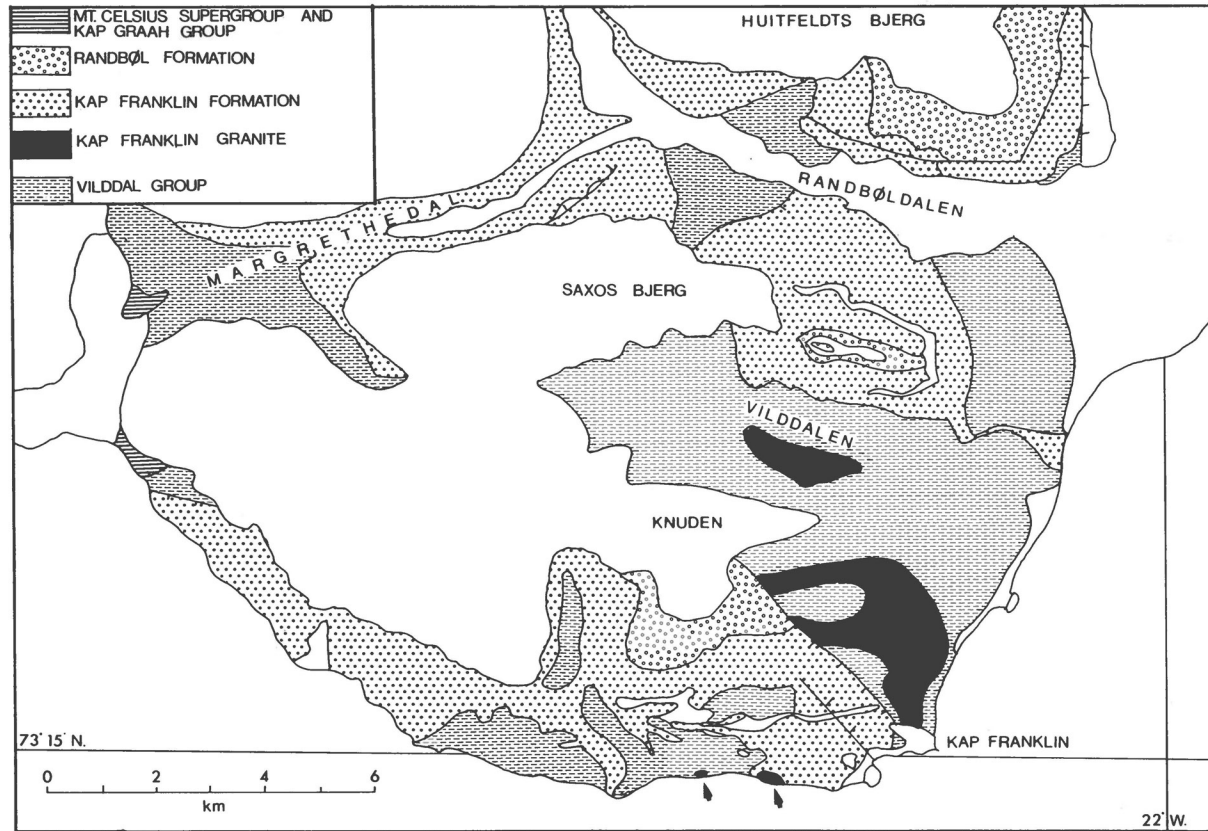 MT. CELSIUS SUPERGROUP AND
KAP GRAAH GROUP
RANDBØL FORMATION
KAP FRANKLIN FORMATION
KAP FRANKLIN GRANITE
VILDDAL GROUP
HUITFELDTS BJERG
RANDBØLDALEN
MARGRETHEDAL
SAXOS BJERG
VILDDALEN
KNUDEN
73°15' N.
KAP FRANKLIN
0 2 4 6
km
22° W.